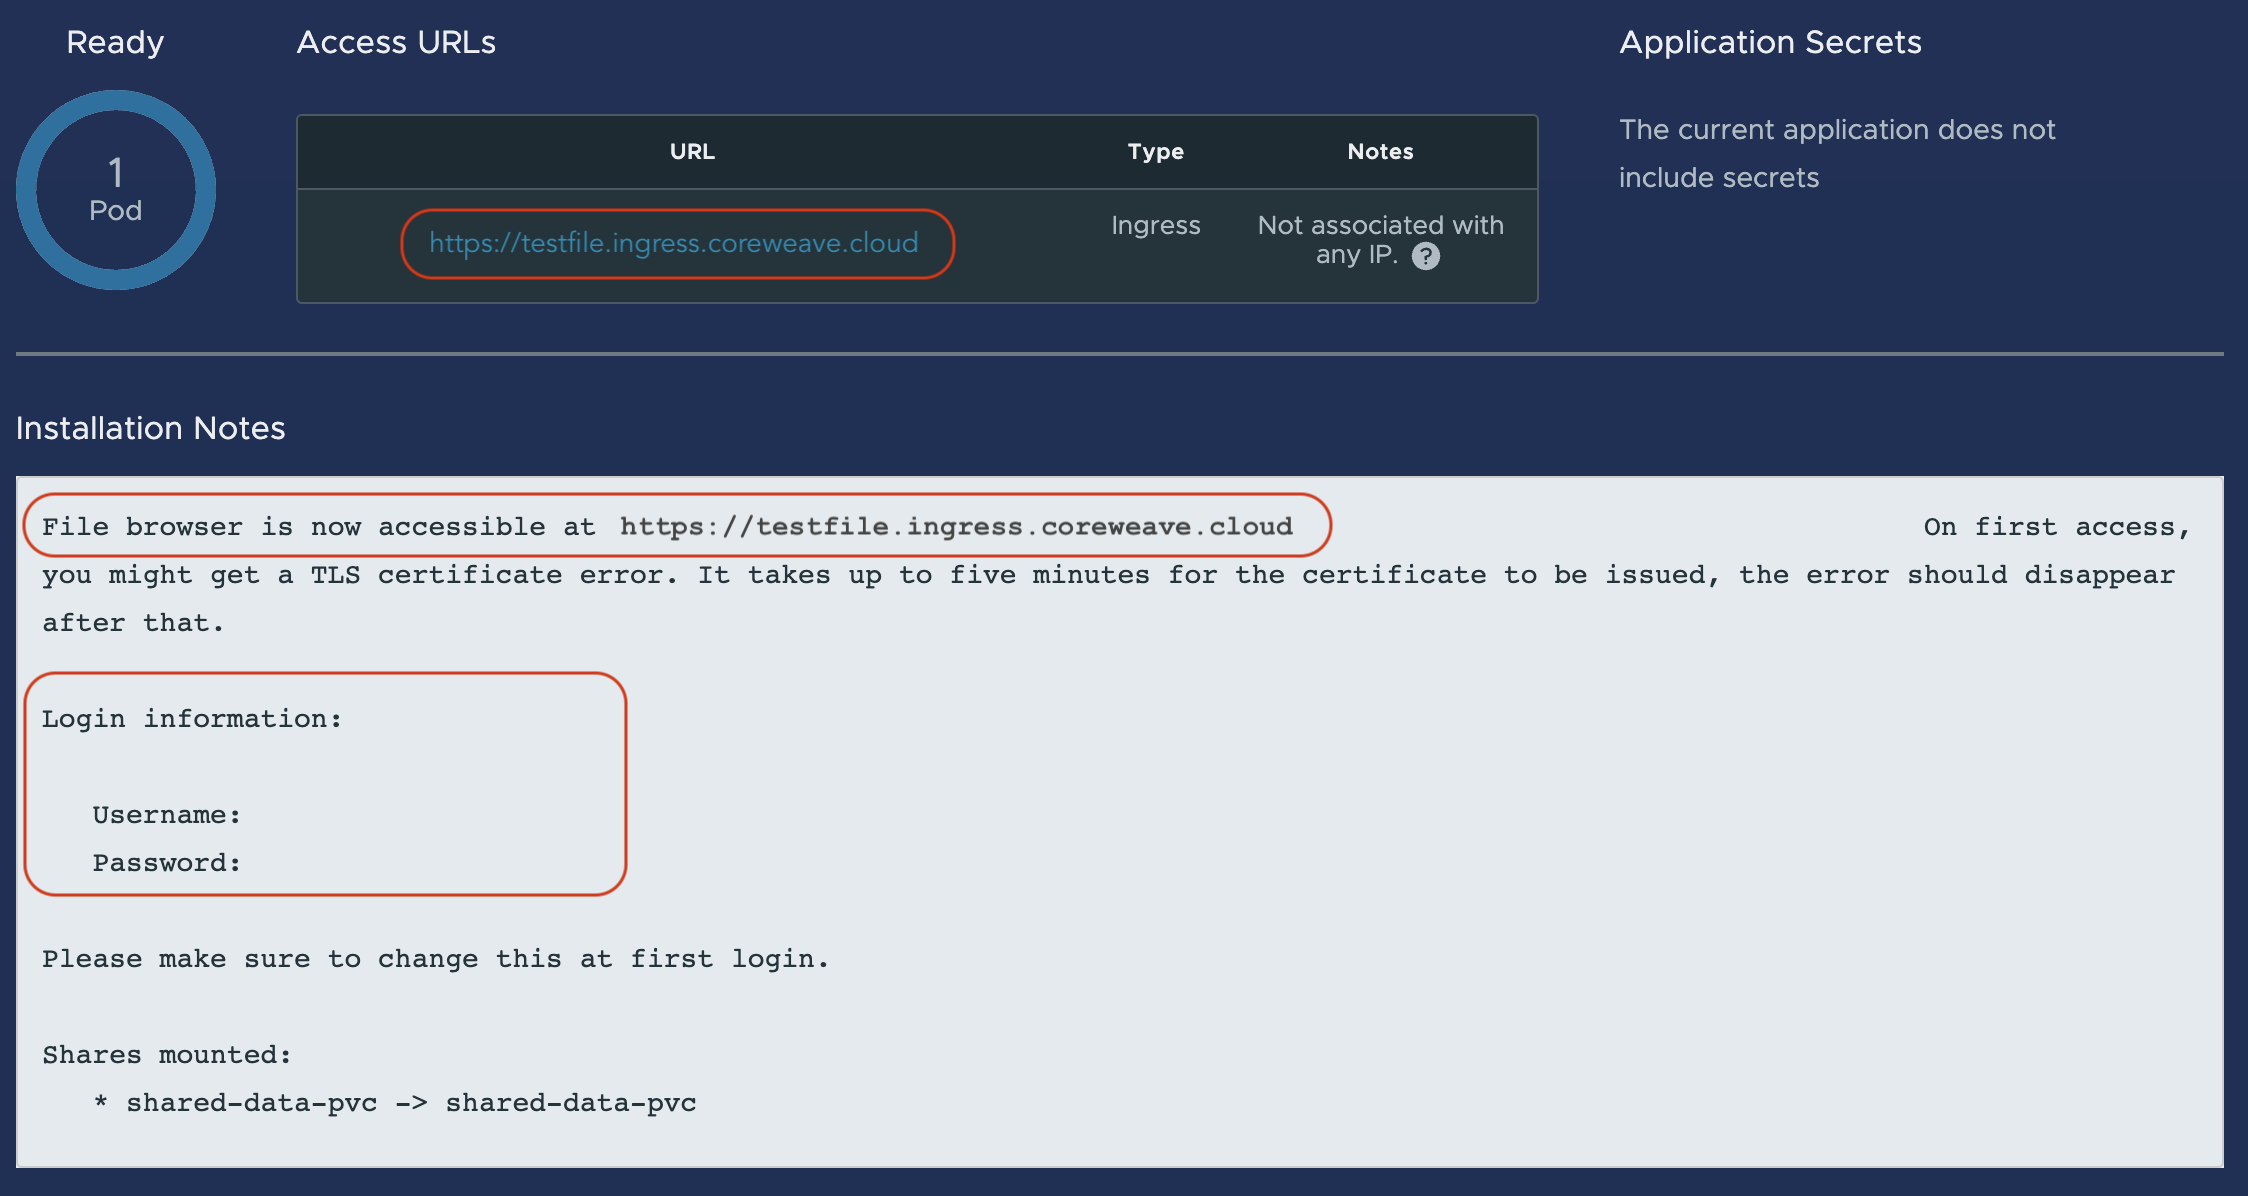 Ready
Access URLs
Application Secrets
1
Pod
URL Type Notes
https://testfile.ingress.coreweave.cloud Ingress Not associated with
any IP. ?
The current application does not
include secrets
Installation Notes
File browser is now accessible at https://testfile.ingress.coreweave.cloud On first access,
you might get a TLS certificate error. It takes up to five minutes for the certificate to be issued, the error should disappear
after that.
Login information:
Username:
Password:
Please make sure to change this at first login.
Shares mounted:
* shared-data-pvc -> shared-data-pvc